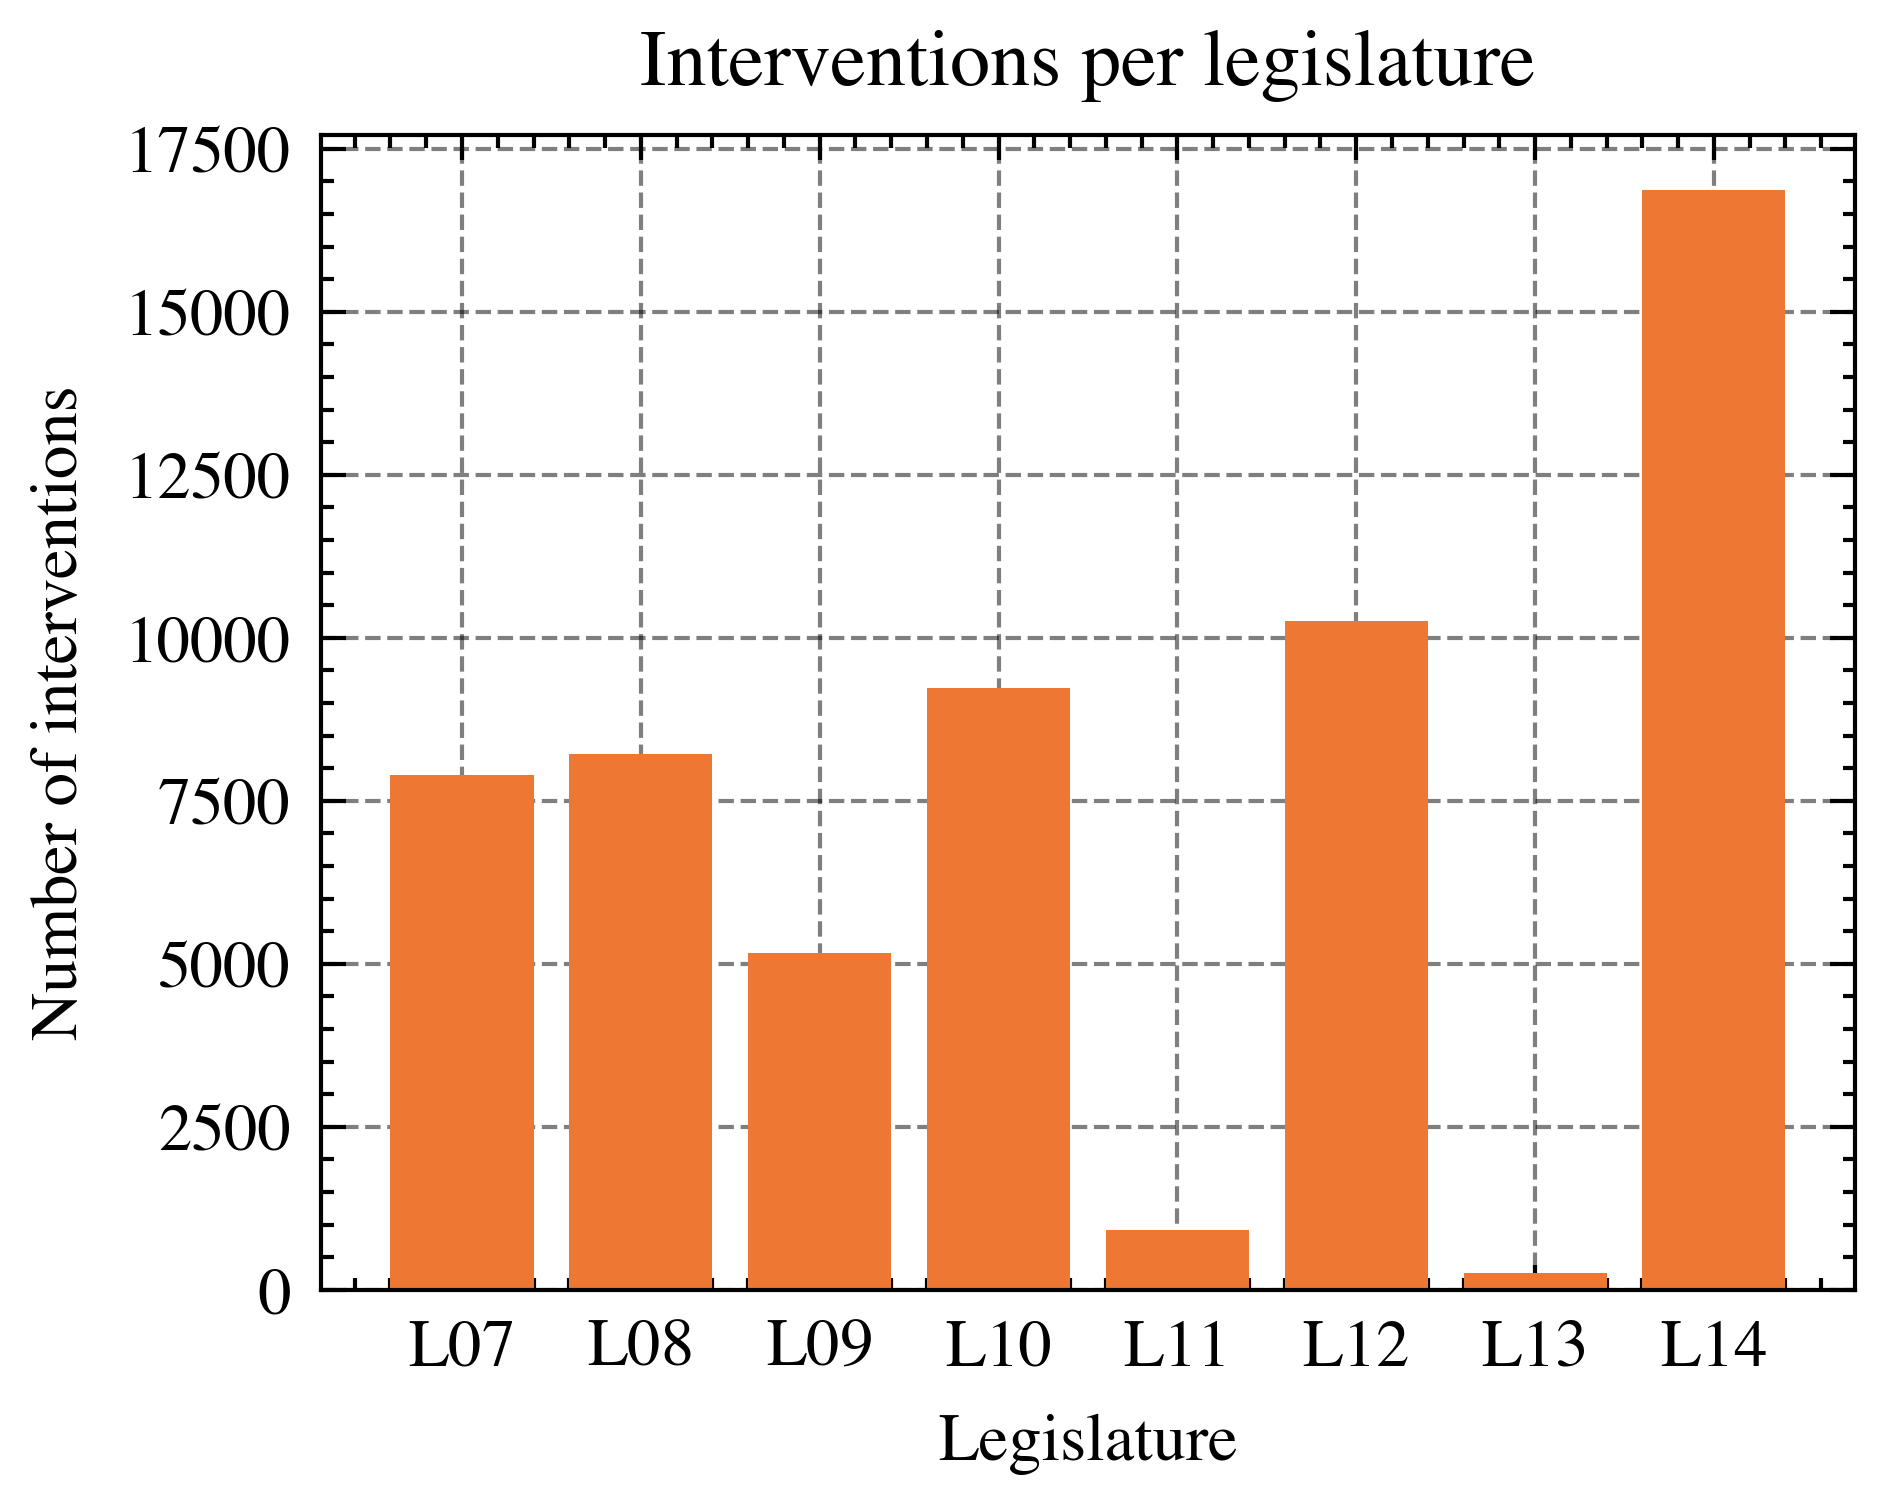 Interventions per legislature
17500
15000
12500
10000
7500
5000
2500
0
Number of interventions
L07 L08 L09 L10 L11 L12 L13 L14
Legislature